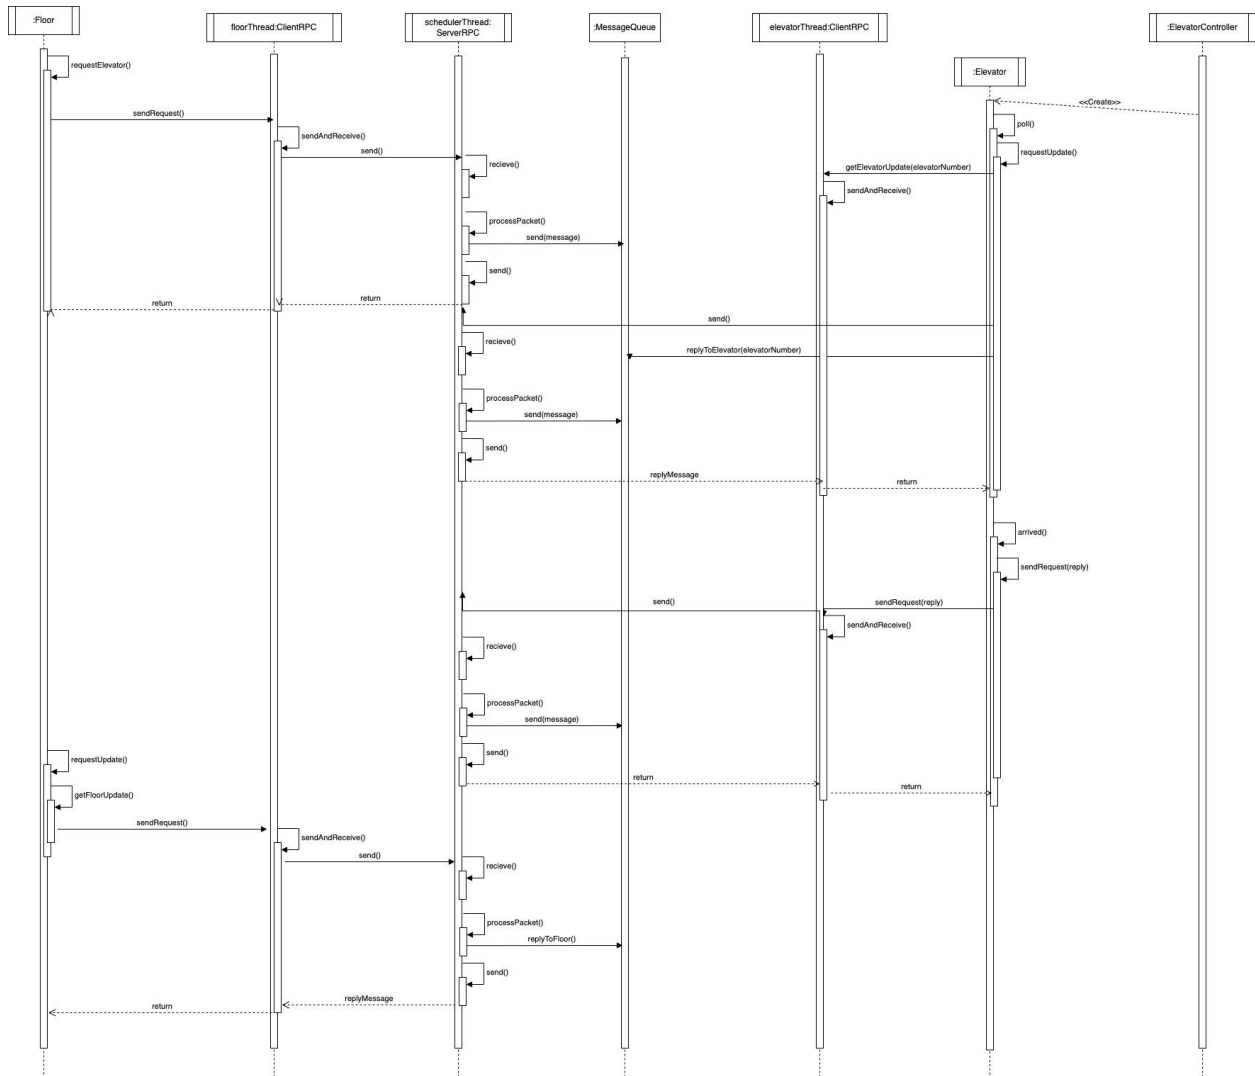 :Floor
floorThread:ClientRPC
schedulerThread:
ServerRPC
:MessageQueue
elevatorThread:ClientRPC
:ElevatorController
:Elevator
requestElevator()
<<Create>>
sendRequest()
poll()
sendAndReceive()
send()
requestUpdate()
recieve()
getElevatorUpdate(elevatorNumber)
sendAndReceive()
processPacket()
send(message)
send()
return
return
send()
recieve()
replyToElevator(elevatorNumber)
processPacket()
send(message)
send()
replyMessage
return
arrived()
sendRequest(reply)
send()
sendRequest(reply)
sendAndReceive()
recieve()
processPacket()
send(message)
send()
requestUpdate()
return
return
getFloorUpdate()
sendRequest()
sendAndReceive()
send()
recieve()
processPacket()
replyToFloor()
send()
replyMessage
return